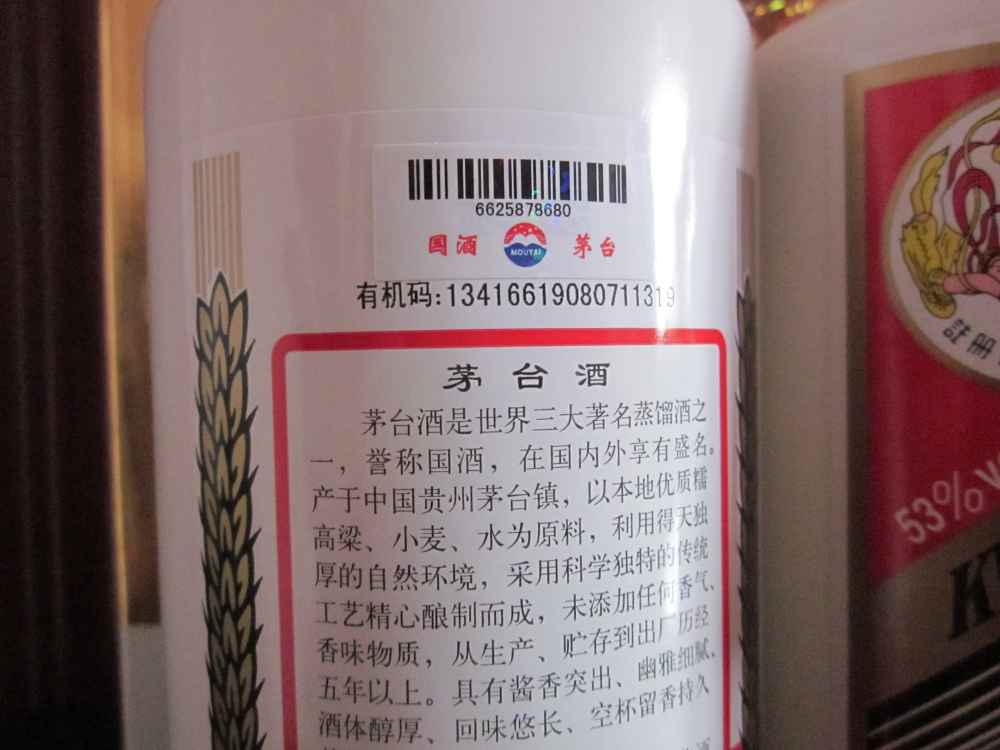 6625878680
国酒 MOUTAI 茅台
有机码:13416619080711319
茅台酒
茅台酒是世界三大著名蒸馏酒之
一，誉称国酒，在国内外享有盛名。
产于中国贵州茅台镇，以本地优质糯
高粱、小麦、水为原料，利用得天独
厚的自然环境，采用科学独特的传统
工艺精心酿制而成，未添加任何香气、
香味物质，从生产、贮存到出厂历经
五年以上。具有酱香突出、幽雅细腻、
酒体醇厚、回味悠长、空杯留香持久
註册
53%